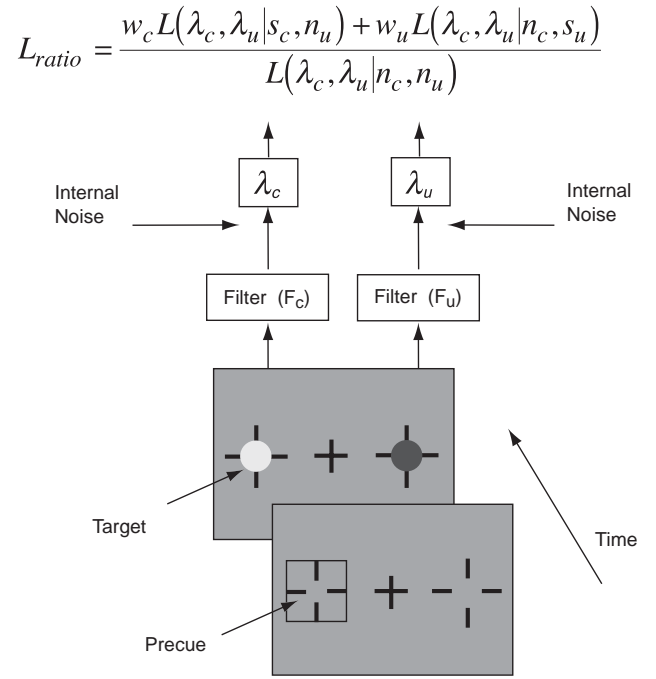 L_ratio = (w_c L(λ_c, λ_u|s_c, n_u) + w_u L(λ_c, λ_u|n_c, s_u)) / L(λ_c, λ_u|n_c, n_u)
λ_c
λ_u
Internal
Noise
Internal
Noise
Filter (F_c)
Filter (F_u)
Target
Time
Precue